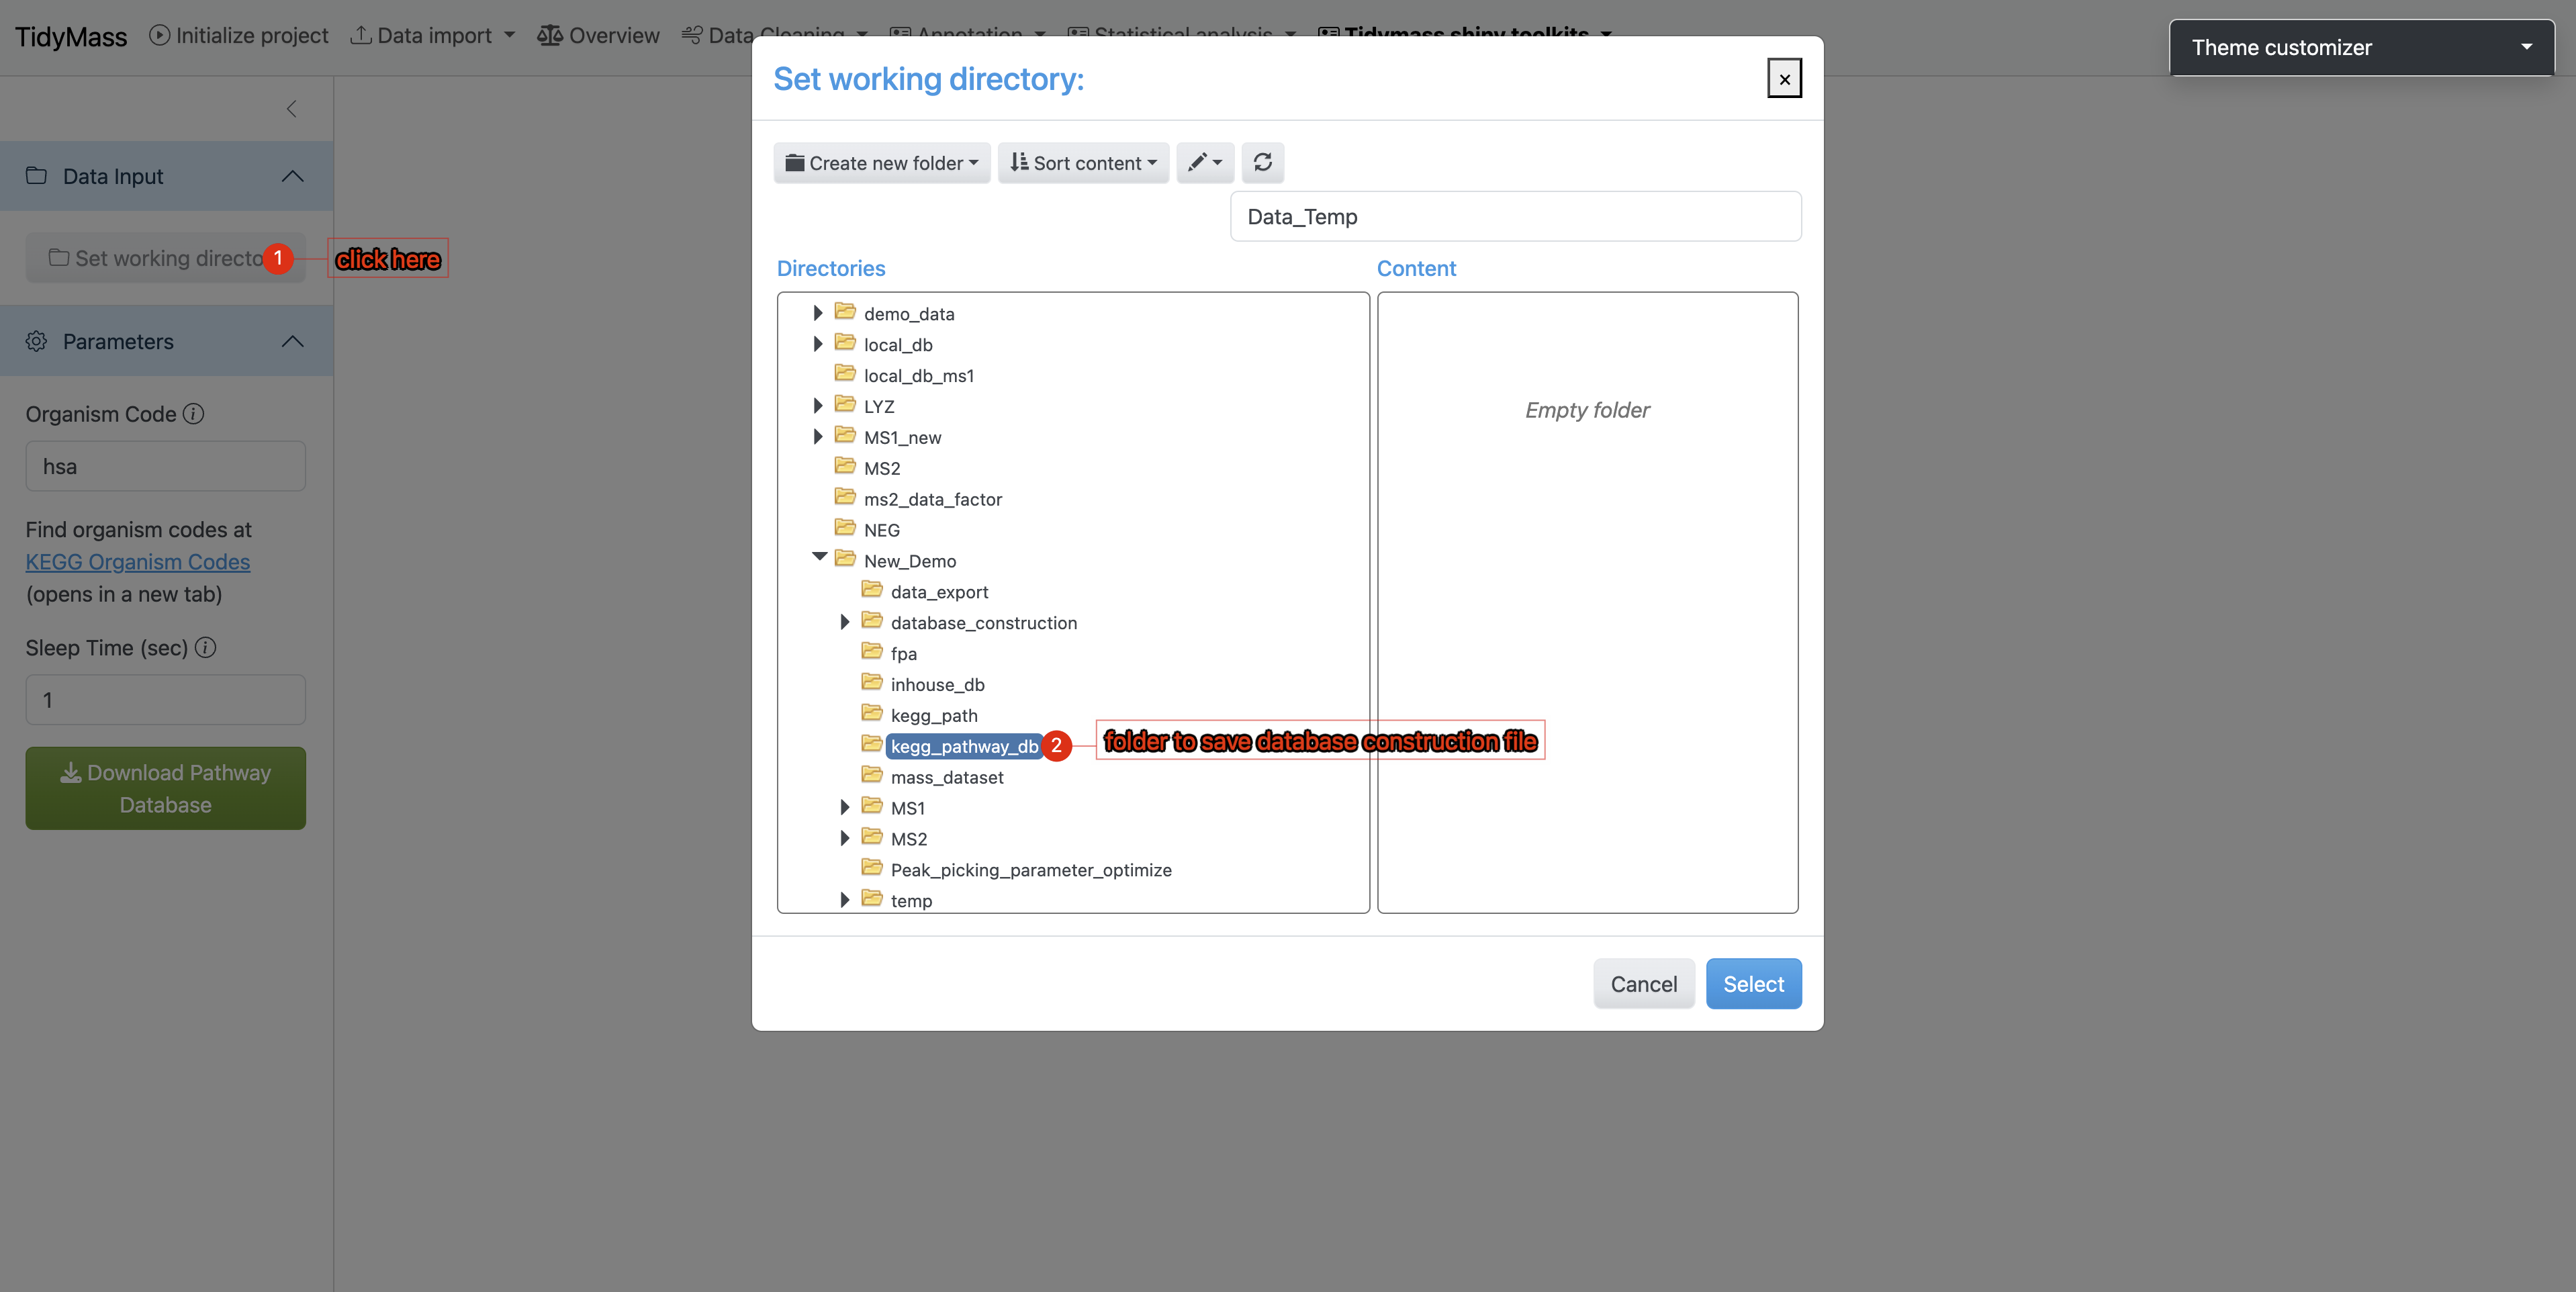 TidyMass
Initialize project
Data import
Overview
Data Cleaning
Annotation
Statistical analysis
Tidymass shiny toolkits
Theme customizer
Data Input
Set working directo
1
click here
Parameters
Organism Code
hsa
Find organism codes at
KEGG Organism Codes
(opens in a new tab)
Sleep Time (sec)
1
Download Pathway
Database
Set working directory:
×
Create new folder
Sort content
Data_Temp
Directories
Content
demo_data
local_db
local_db_ms1
LYZ
MS1_new
MS2
ms2_data_factor
NEG
New_Demo
data_export
database_construction
fpa
inhouse_db
kegg_path
kegg_pathway_db
2
folder to save database construction file
mass_dataset
MS1
MS2
Peak_picking_parameter_optimize
temp
Empty folder
Cancel
Select